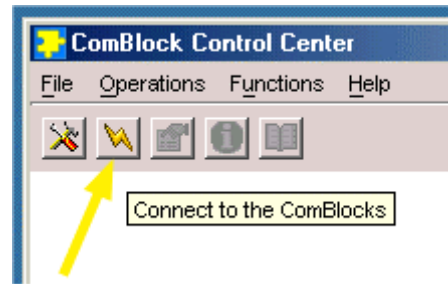 ComBlock Control Center
File Operations Functions Help
Connect to the ComBlocks